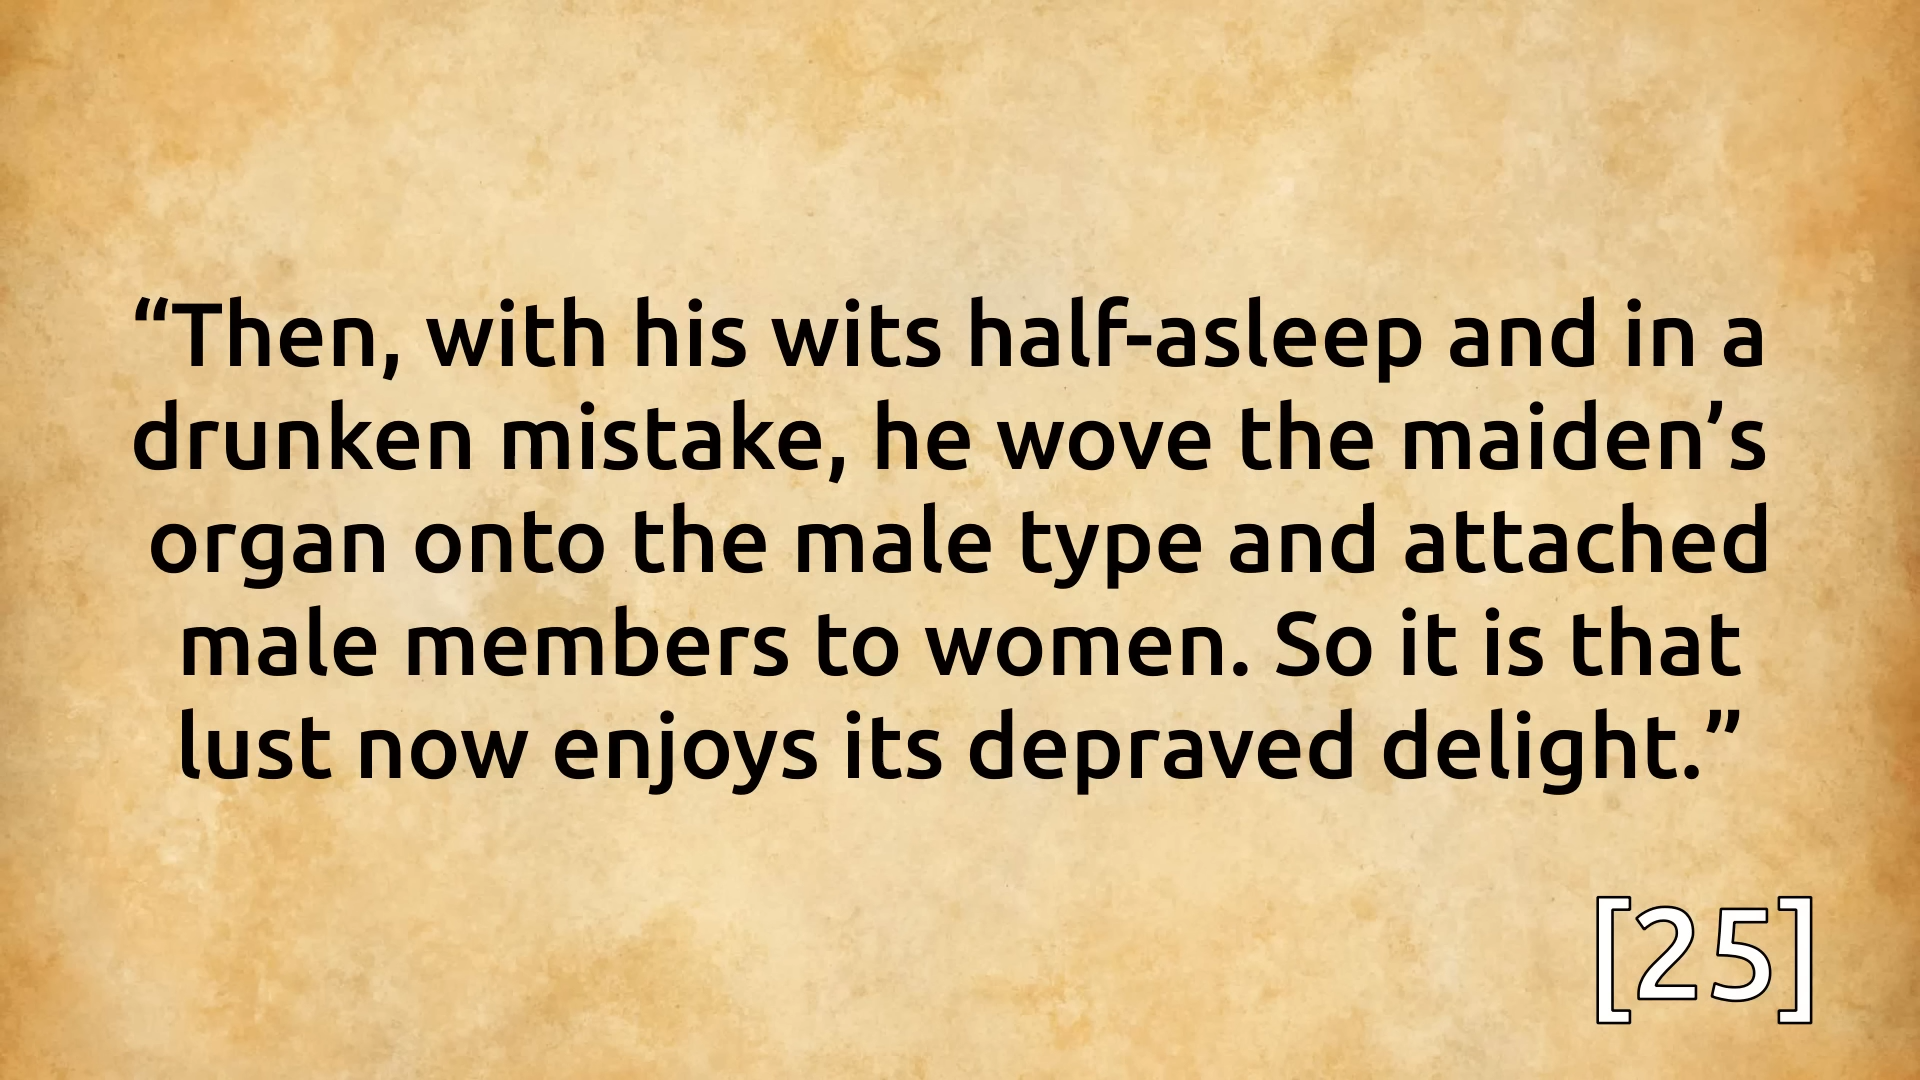 “Then, with his wits half-asleep and in a
drunken mistake, he wove the maiden’s
organ onto the male type and attached
male members to women. So it is that
lust now enjoys its depraved delight.”
[25]